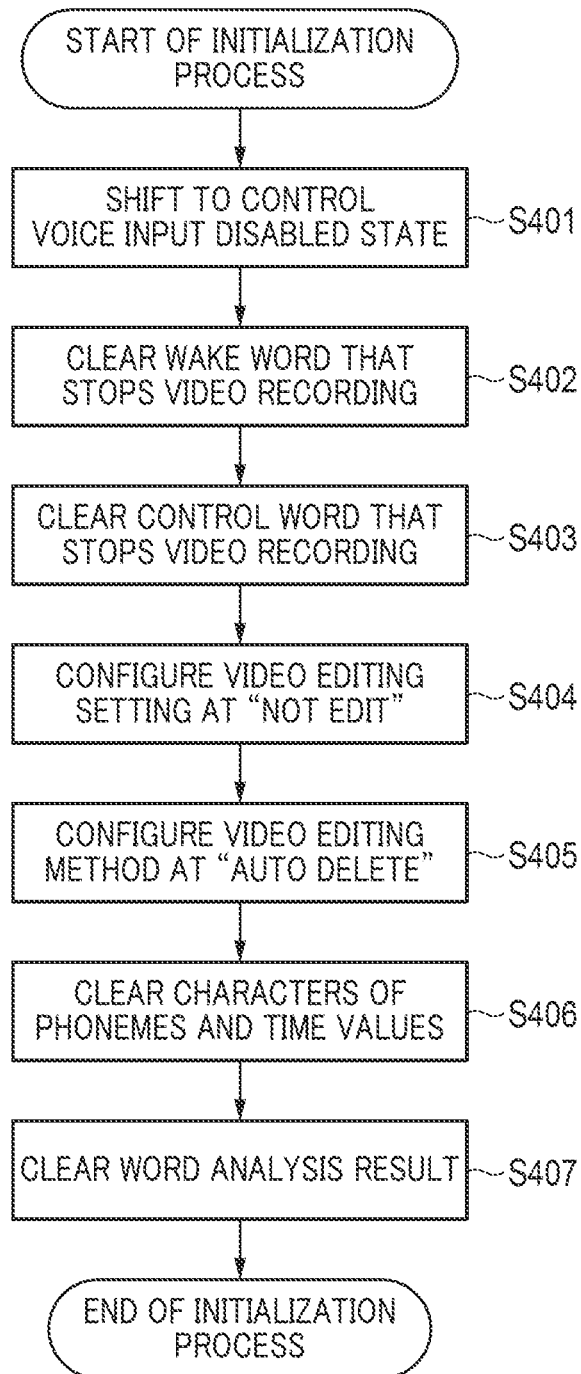 START OF INITIALIZATION
PROCESS
SHIFT TO CONTROL
VOICE INPUT DISABLED STATE
S401
CLEAR WAKE WORD THAT
STOPS VIDEO RECORDING
S402
CLEAR CONTROL WORD THAT
STOPS VIDEO RECORDING
S403
CONFIGURE VIDEO EDITING
SETTING AT “NOT EDIT”
S404
CONFIGURE VIDEO EDITING
METHOD AT “AUTO DELETE”
S405
CLEAR CHARACTERS OF
PHONEMES AND TIME VALUES
S406
CLEAR WORD ANALYSIS RESULT
S407
END OF INITIALIZATION
PROCESS